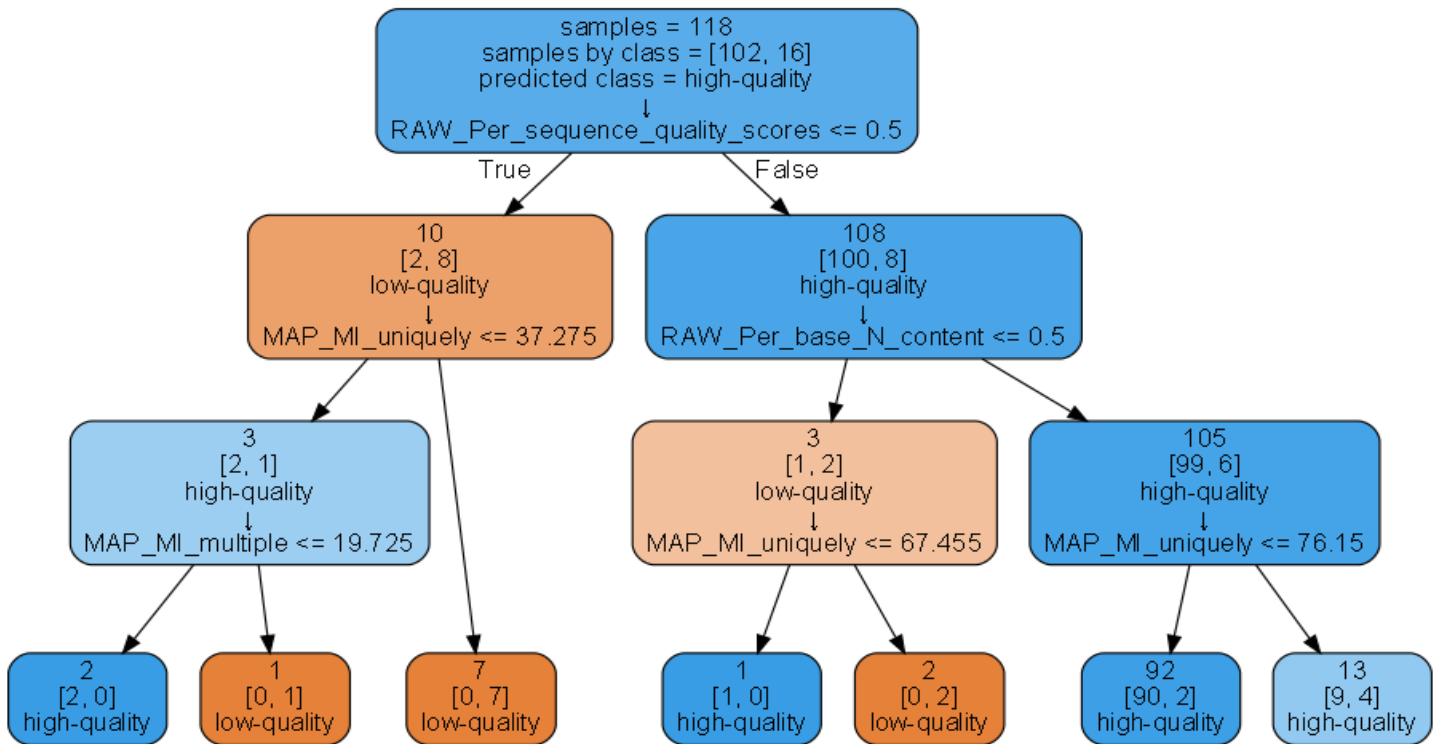 samples = 118
samples by class = [102, 16]
predicted class = high-quality
↓
RAW_Per_sequence_quality_scores <= 0.5
True
False
10
[2, 8]
low-quality
↓
MAP_MI_uniquely <= 37.275
108
[100, 8]
high-quality
↓
RAW_Per_base_N_content <= 0.5
3
[2, 1]
high-quality
↓
MAP_MI_multiple <= 19.725
3
[1, 2]
low-quality
↓
MAP_MI_uniquely <= 67.455
105
[99, 6]
high-quality
↓
MAP_MI_uniquely <= 76.15
2
[2, 0]
high-quality
1
[0, 1]
low-quality
7
[0, 7]
low-quality
1
[1, 0]
high-quality
2
[0, 2]
low-quality
92
[90, 2]
high-quality
13
[9, 4]
high-quality